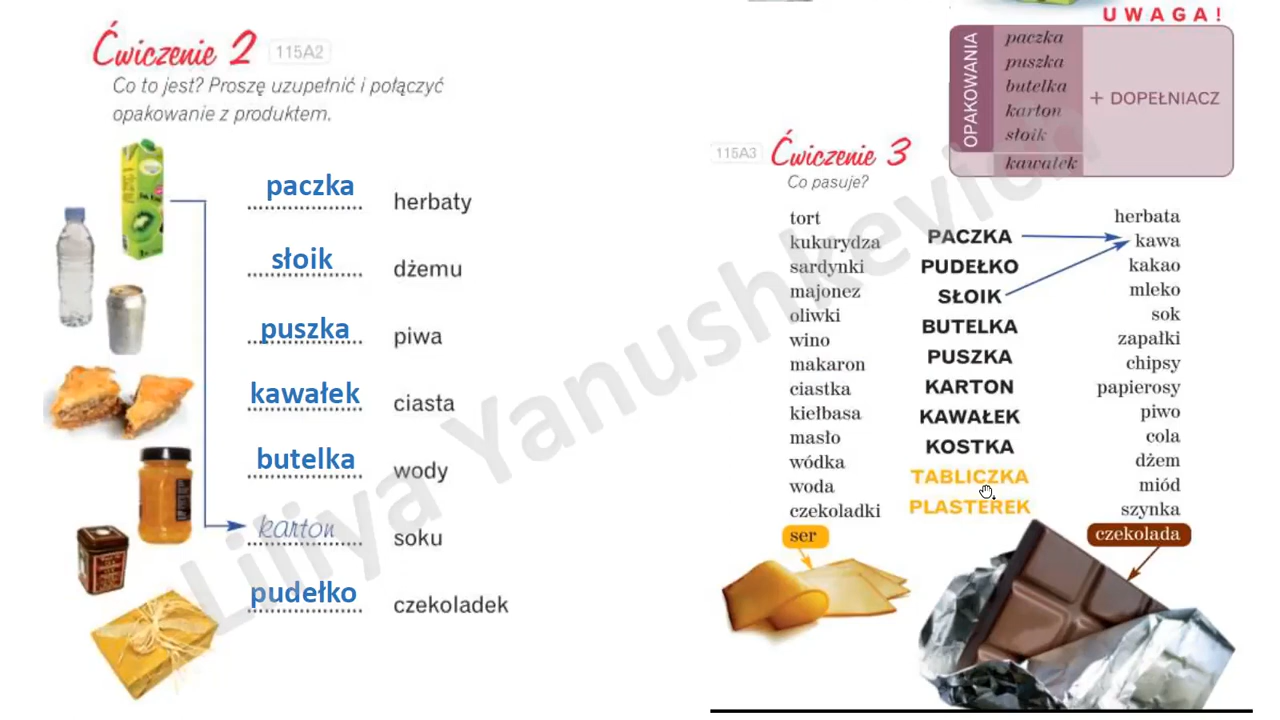 Ćwiczenie 2 115A2
Co to jest? Proszę uzupełnić i połączyć
opakowanie z produktem.
paczka herbaty
słoik dżemu
puszka piwa
kawałek ciasta
butelka wody
karton soku
pudełko czekoladek
UWAGA!
OPAKOWANIA
paczka
puszka
butelka
karton
słoik
kawałek
+ DOPEŁNIACZ
115A3 Ćwiczenie 3
Co pasuje?
tort
kukurydza
sardynki
majonez
oliwki
wino
makaron
ciastka
kiełbasa
masło
wódka
woda
czekoladki
ser
PACZKA
PUDEŁKO
SŁOIK
BUTELKA
PUSZKA
KARTON
KAWAŁEK
KOSTKA
TABLICZKA
PLASTEREK
herbata
kawa
kakao
mleko
sok
zapałki
chipsy
papierosy
piwo
cola
dżem
miód
szynka
czekolada
Liliya Yanushkevich